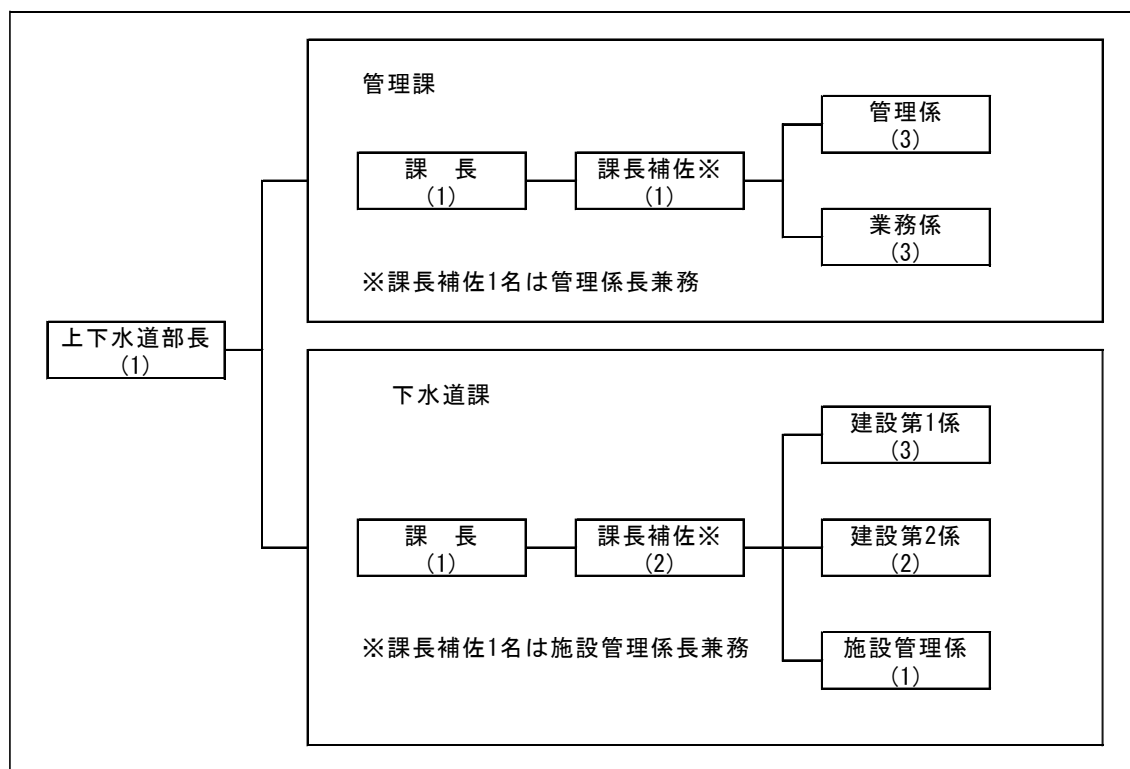 管理課
管理係
(3)
課　長
(1)
課長補佐※
(1)
業務係
(3)
※課長補佐1名は管理係長兼務
上下水道部長
(1)
下水道課
建設第1係
(3)
課　長
(1)
課長補佐※
(2)
建設第2係
(2)
※課長補佐1名は施設管理係長兼務
施設管理係
(1)